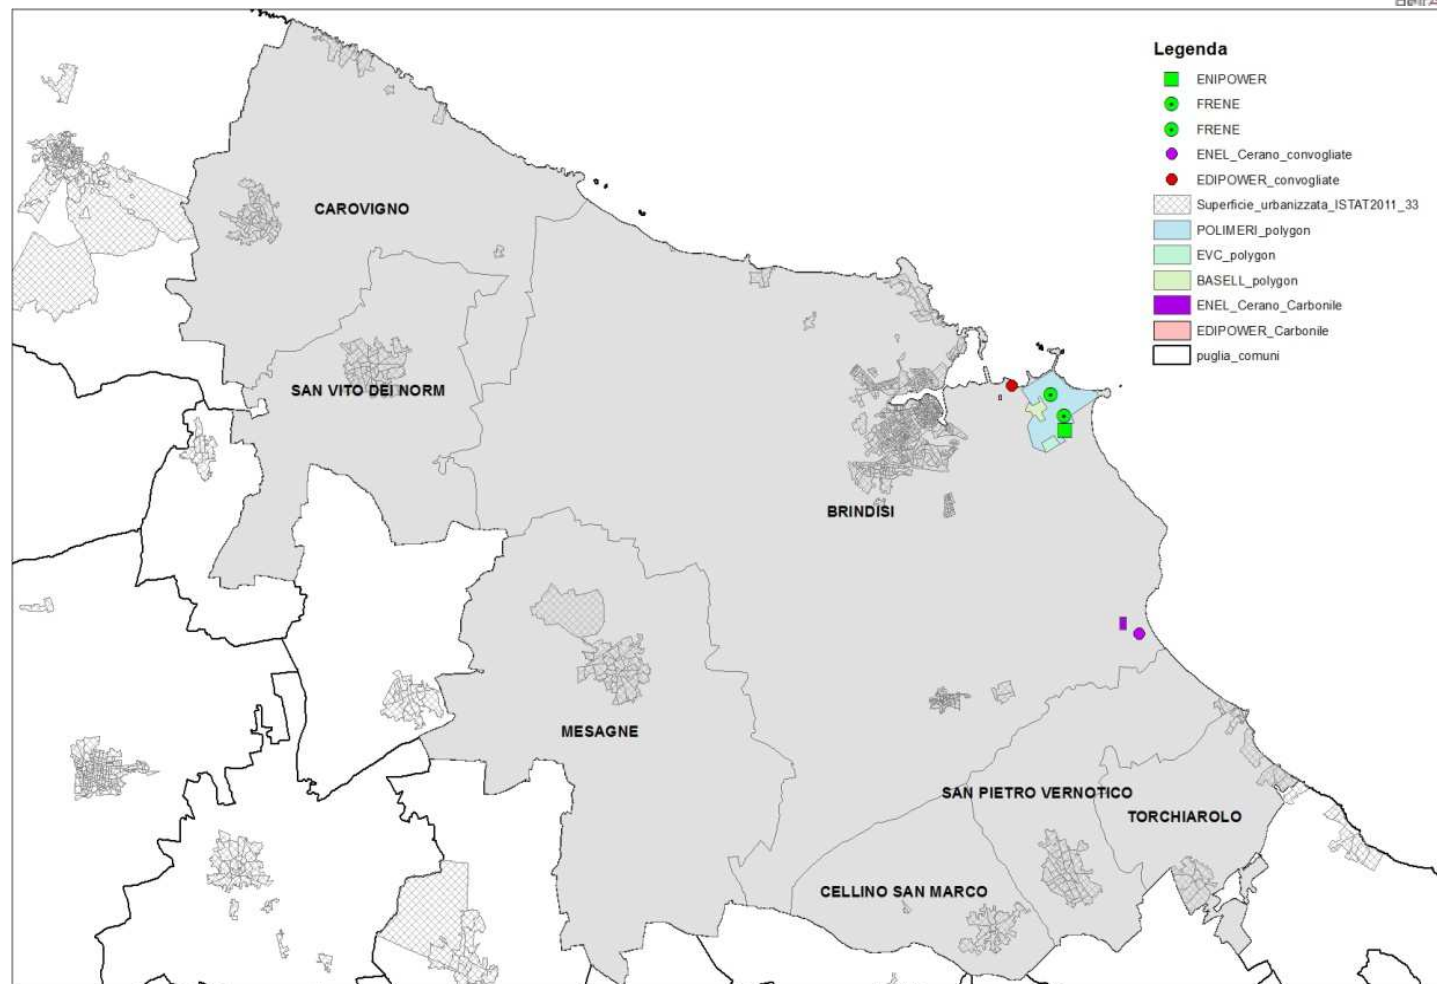 Legenda
ENIPOWER
FRENE
FRENE
ENEL_Cerano_convogliate
EDIPOWER_convogliate
Superficie_urbanizzata_ISTAT2011_33
POLIMERI_polygon
EVC_polygon
BASELL_polygon
ENEL_Cerano_Carbonile
EDIPOWER_Carbonile
puglia_comuni
CAROVIGNO
SAN VITO DEI NORM
BRINDISI
MESAGNE
SAN PIETRO VERNOTICO
TORCHIAROLO
CELLINO SAN MARCO